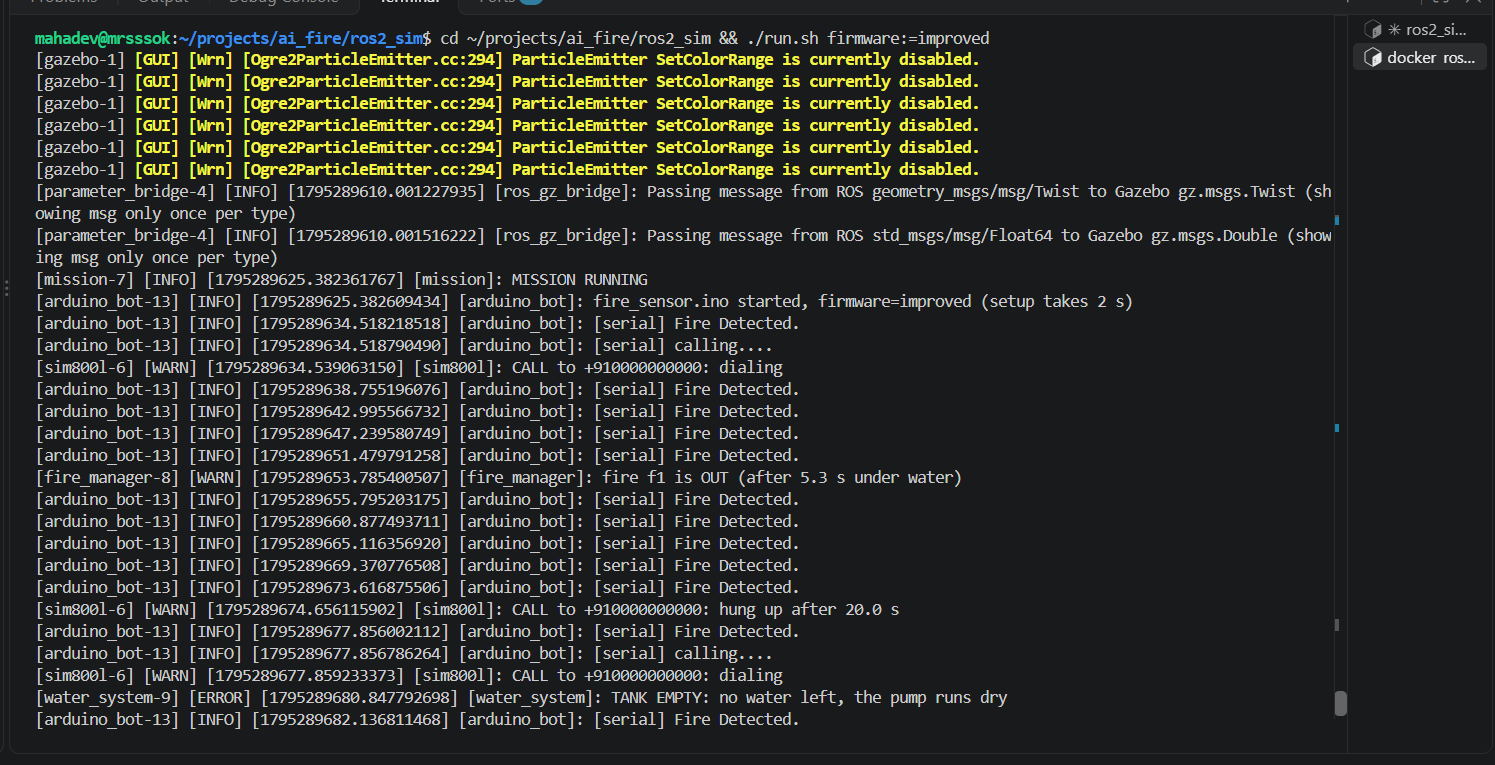 Problems Output Debug Console Terminal Ports
mahadev@mrsssok:~/projects/ai_fire/ros2_sim$ cd ~/projects/ai_fire/ros2_sim && ./run.sh firmware:=improved
[gazebo-1] [GUI] [Wrn] [Ogre2ParticleEmitter.cc:294] ParticleEmitter SetColorRange is currently disabled.
[gazebo-1] [GUI] [Wrn] [Ogre2ParticleEmitter.cc:294] ParticleEmitter SetColorRange is currently disabled.
[gazebo-1] [GUI] [Wrn] [Ogre2ParticleEmitter.cc:294] ParticleEmitter SetColorRange is currently disabled.
[gazebo-1] [GUI] [Wrn] [Ogre2ParticleEmitter.cc:294] ParticleEmitter SetColorRange is currently disabled.
[gazebo-1] [GUI] [Wrn] [Ogre2ParticleEmitter.cc:294] ParticleEmitter SetColorRange is currently disabled.
[gazebo-1] [GUI] [Wrn] [Ogre2ParticleEmitter.cc:294] ParticleEmitter SetColorRange is currently disabled.
[parameter_bridge-4] [INFO] [1795289610.001227935] [ros_gz_bridge]: Passing message from ROS geometry_msgs/msg/Twist to Gazebo gz.msgs.Twist (sh
owing msg only once per type)
[parameter_bridge-4] [INFO] [1795289610.001516222] [ros_gz_bridge]: Passing message from ROS std_msgs/msg/Float64 to Gazebo gz.msgs.Double (show
ing msg only once per type)
[mission-7] [INFO] [1795289625.382361767] [mission]: MISSION RUNNING
[arduino_bot-13] [INFO] [1795289625.382609434] [arduino_bot]: fire_sensor.ino started, firmware=improved (setup takes 2 s)
[arduino_bot-13] [INFO] [1795289634.518218518] [arduino_bot]: [serial] Fire Detected.
[arduino_bot-13] [INFO] [1795289634.518790490] [arduino_bot]: [serial] calling....
[sim800l-6] [WARN] [1795289634.539063150] [sim800l]: CALL to +910000000000: dialing
[arduino_bot-13] [INFO] [1795289638.755196076] [arduino_bot]: [serial] Fire Detected.
[arduino_bot-13] [INFO] [1795289642.995566732] [arduino_bot]: [serial] Fire Detected.
[arduino_bot-13] [INFO] [1795289647.239580749] [arduino_bot]: [serial] Fire Detected.
[arduino_bot-13] [INFO] [1795289651.479791258] [arduino_bot]: [serial] Fire Detected.
[fire_manager-8] [WARN] [1795289653.785400507] [fire_manager]: fire f1 is OUT (after 5.3 s under water)
[arduino_bot-13] [INFO] [1795289655.795203175] [arduino_bot]: [serial] Fire Detected.
[arduino_bot-13] [INFO] [1795289660.877493711] [arduino_bot]: [serial] Fire Detected.
[arduino_bot-13] [INFO] [1795289665.116356920] [arduino_bot]: [serial] Fire Detected.
[arduino_bot-13] [INFO] [1795289669.370776508] [arduino_bot]: [serial] Fire Detected.
[arduino_bot-13] [INFO] [1795289673.616875506] [arduino_bot]: [serial] Fire Detected.
[sim800l-6] [WARN] [1795289674.656115902] [sim800l]: CALL to +910000000000: hung up after 20.0 s
[arduino_bot-13] [INFO] [1795289677.856002112] [arduino_bot]: [serial] Fire Detected.
[arduino_bot-13] [INFO] [1795289677.856786264] [arduino_bot]: [serial] calling....
[sim800l-6] [WARN] [1795289677.859233373] [sim800l]: CALL to +910000000000: dialing
[water_system-9] [ERROR] [1795289680.847792698] [water_system]: TANK EMPTY: no water left, the pump runs dry
[arduino_bot-13] [INFO] [1795289682.136811468] [arduino_bot]: [serial] Fire Detected.
✳ ros2_si...
docker ros...